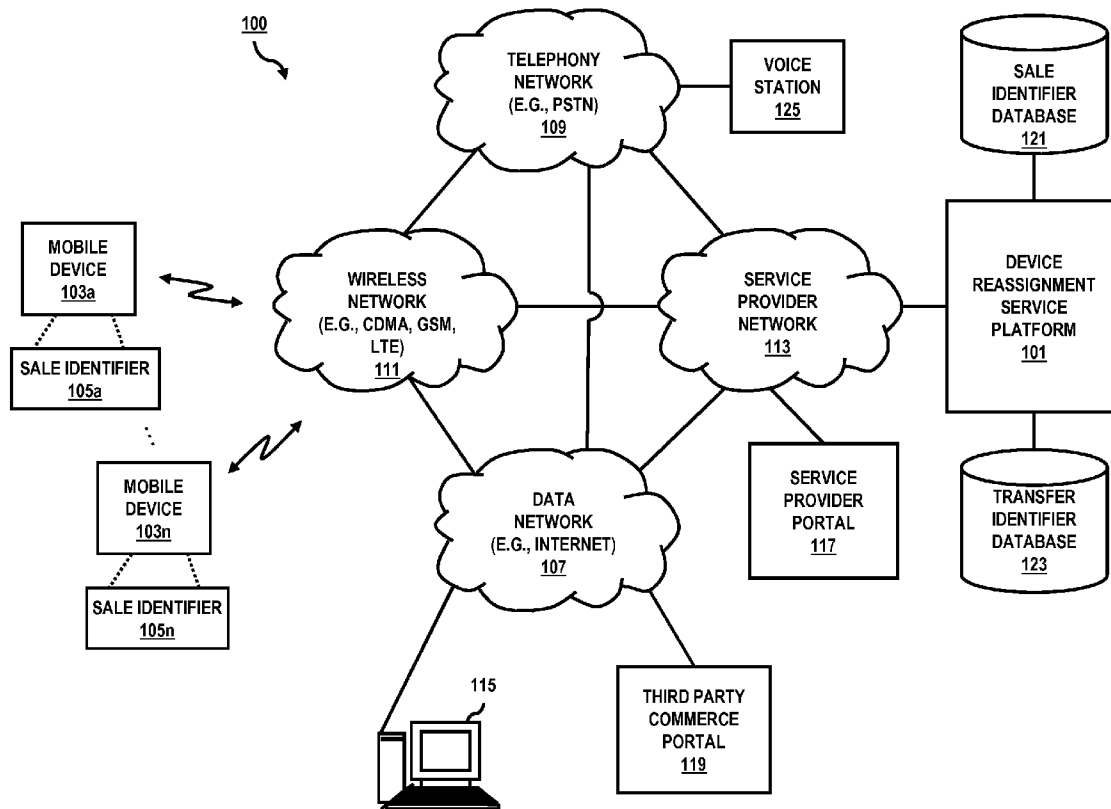 100
TELEPHONY
NETWORK
(E.G., PSTN)
109
VOICE
STATION
125
SALE
IDENTIFIER
DATABASE
121
MOBILE
DEVICE
103a
SALE IDENTIFIER
105a
WIRELESS
NETWORK
(E.G., CDMA, GSM,
LTE)
111
SERVICE
PROVIDER
NETWORK
113
DEVICE
REASSIGNMENT
SERVICE
PLATFORM
101
MOBILE
DEVICE
103n
SALE IDENTIFIER
105n
DATA
NETWORK
(E.G., INTERNET)
107
SERVICE
PROVIDER
PORTAL
117
TRANSFER
IDENTIFIER
DATABASE
123
115
THIRD PARTY
COMMERCE
PORTAL
119